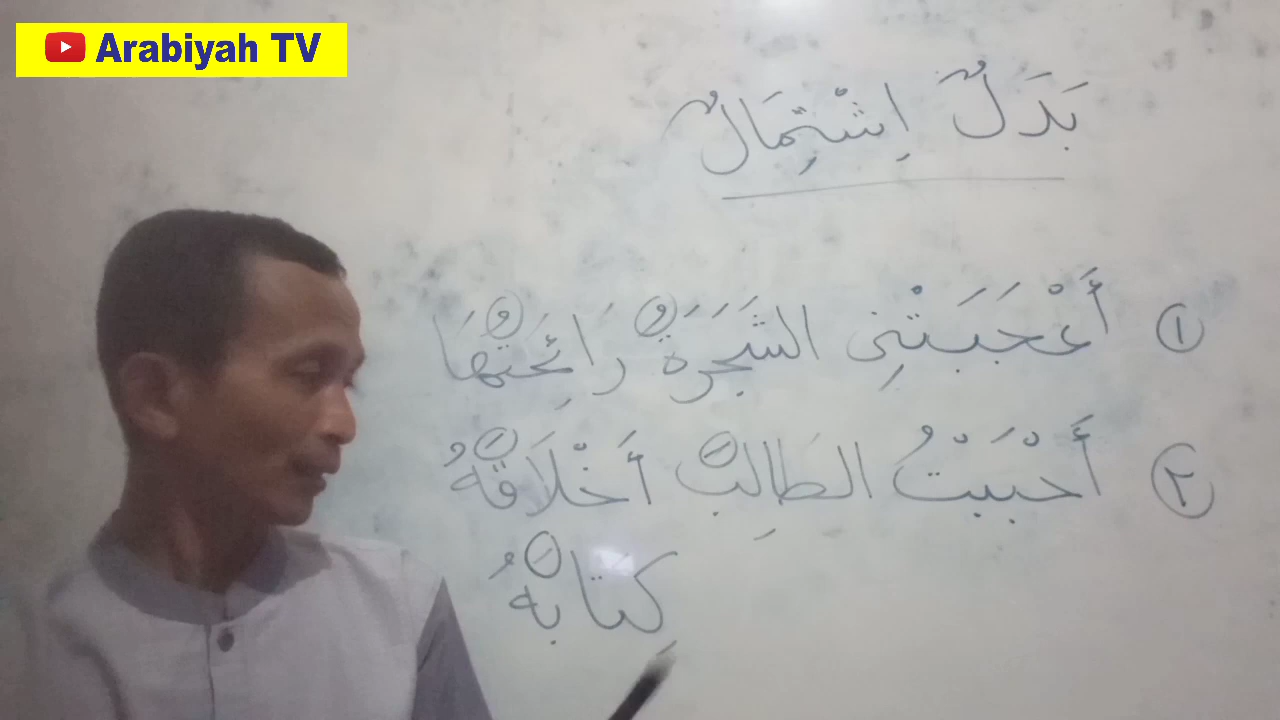 Arabiyah TV
بَدَلٌ اِشْتِمَالٌ
١ أَعْجَبَتْنِى الشَّجَرَةُ رَائِحَتُهَا
٢ أَحْبَبْتُ الطَالِبَ أَخْلَاقَهُ
كِتَابَهُ